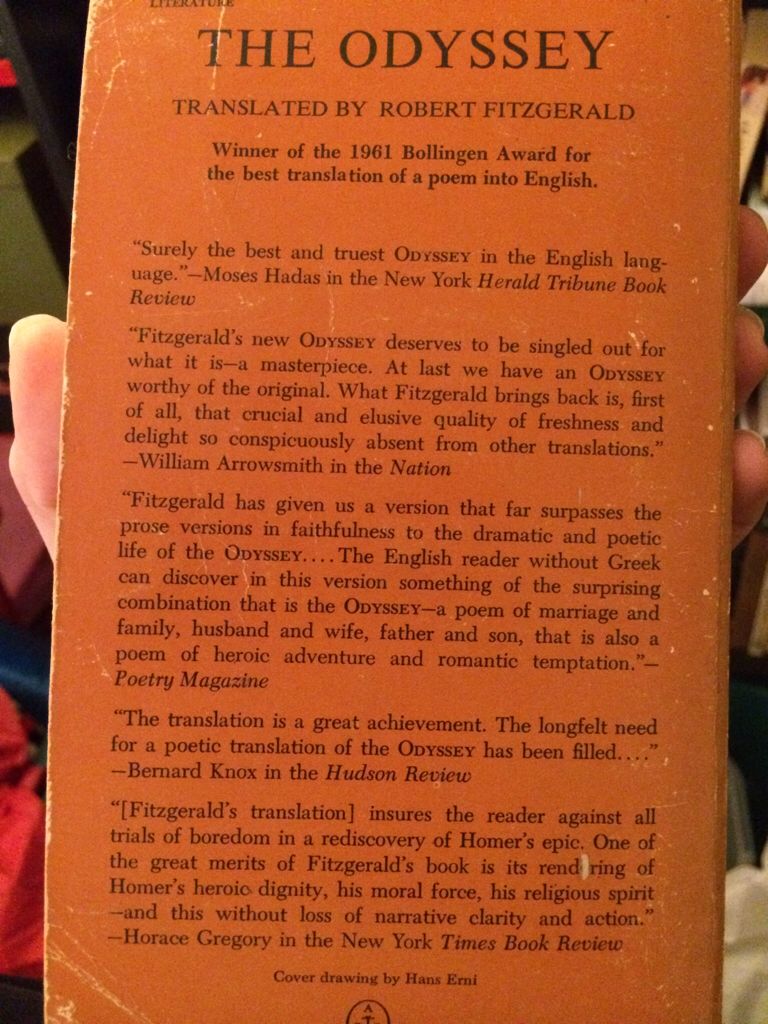 LITERATURE
THE ODYSSEY
TRANSLATED BY ROBERT FITZGERALD
Winner of the 1961 Bollingen Award for
the best translation of a poem into English.
“Surely the best and truest ODYSSEY in the English lang-
uage.”—Moses Hadas in the New York Herald Tribune Book
Review
“Fitzgerald’s new ODYSSEY deserves to be singled out for
what it is—a masterpiece. At last we have an ODYSSEY
worthy of the original. What Fitzgerald brings back is, first
of all, that crucial and elusive quality of freshness and
delight so conspicuously absent from other translations.”
—William Arrowsmith in the Nation
“Fitzgerald has given us a version that far surpasses the
prose versions in faithfulness to the dramatic and poetic
life of the ODYSSEY....The English reader without Greek
can discover in this version something of the surprising
combination that is the ODYSSEY—a poem of marriage and
family, husband and wife, father and son, that is also a
poem of heroic adventure and romantic temptation.”—
Poetry Magazine
“The translation is a great achievement. The longfelt need
for a poetic translation of the ODYSSEY has been filled....”
—Bernard Knox in the Hudson Review
“[Fitzgerald’s translation] insures the reader against all
trials of boredom in a rediscovery of Homer’s epic. One of
the great merits of Fitzgerald’s book is its rendering of
Homer’s heroic dignity, his moral force, his religious spirit
—and this without loss of narrative clarity and action.”
—Horace Gregory in the New York Times Book Review
Cover drawing by Hans Erni
A